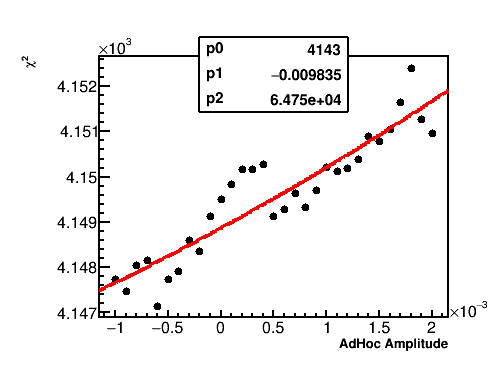 ×10³
p0 4143
p1 −0.009835
p2 6.475e+04
χ²
4.152
4.151
4.15
4.149
4.148
4.147
−1 −0.5 0 0.5 1 1.5 2
×10⁻³
AdHoc Amplitude